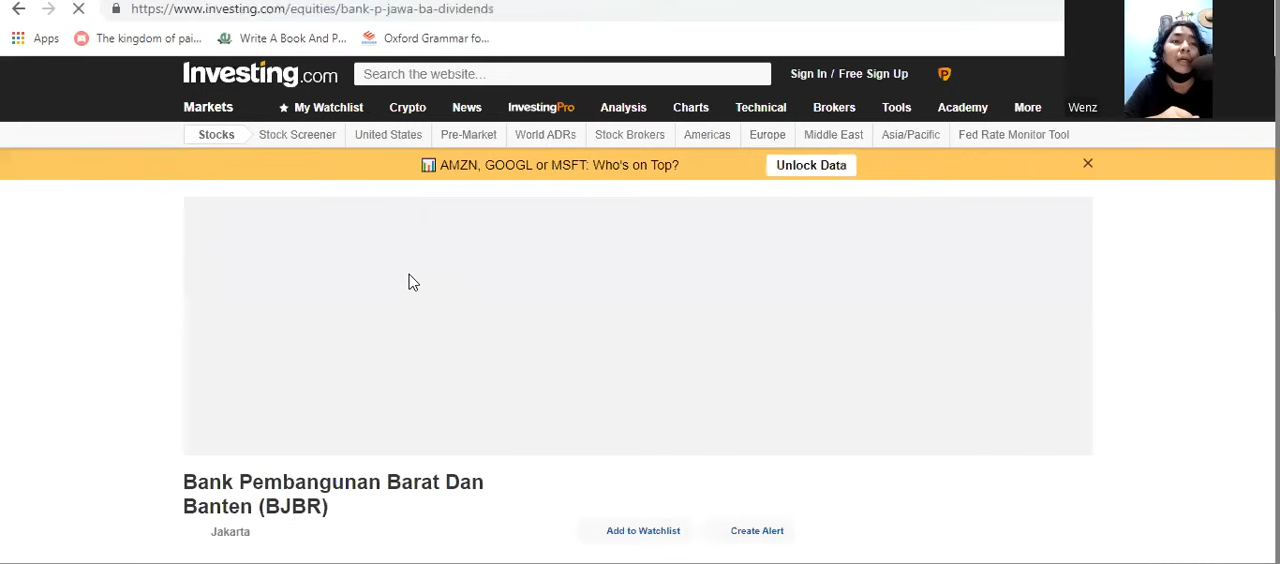 https://www.investing.com/equities/bank-p-jawa-ba-dividends
Apps The kingdom of pai... Write A Book And P... Oxford Grammar fo...
Investing.com Search the website... Sign In / Free Sign Up
Markets My Watchlist Crypto News InvestingPro Analysis Charts Technical Brokers Tools Academy More Wenz
Stocks Stock Screener United States Pre-Market World ADRs Stock Brokers Americas Europe Middle East Asia/Pacific Fed Rate Monitor Tool
AMZN, GOOGL or MSFT: Who's on Top? Unlock Data
Bank Pembangunan Barat Dan
Banten (BJBR)
Jakarta Add to Watchlist Create Alert